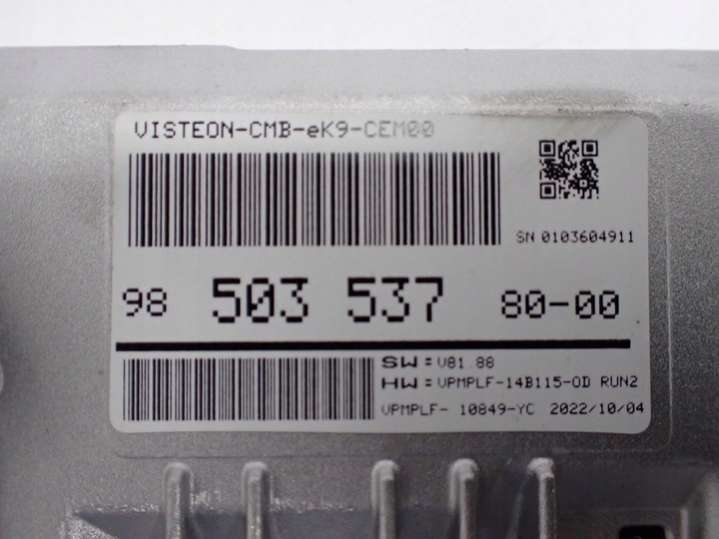 VISTEON-CMB-eK9-CEM00
SN 0103604911
98 503 537 80-00
SW = V81.88
HW = VPMPLF-14B115-OD RUN2
VPMPLF- 10849-YC 2022/10/04